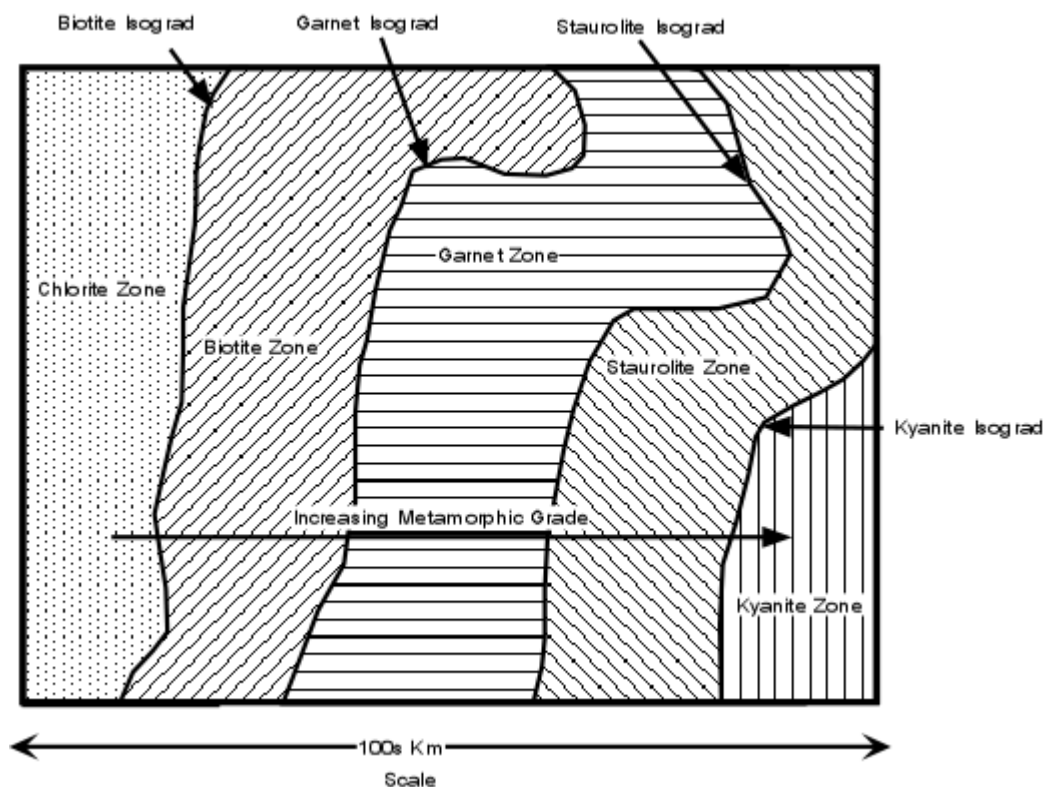 Biotite Isograd
Garnet Isograd
Staurolite Isograd
Garnet Zone
Chlorite Zone
Biotite Zone
Staurolite Zone
Kyanite Isograd
Increasing Metamorphic Grade
Kyanite Zone
100s Km
Scale